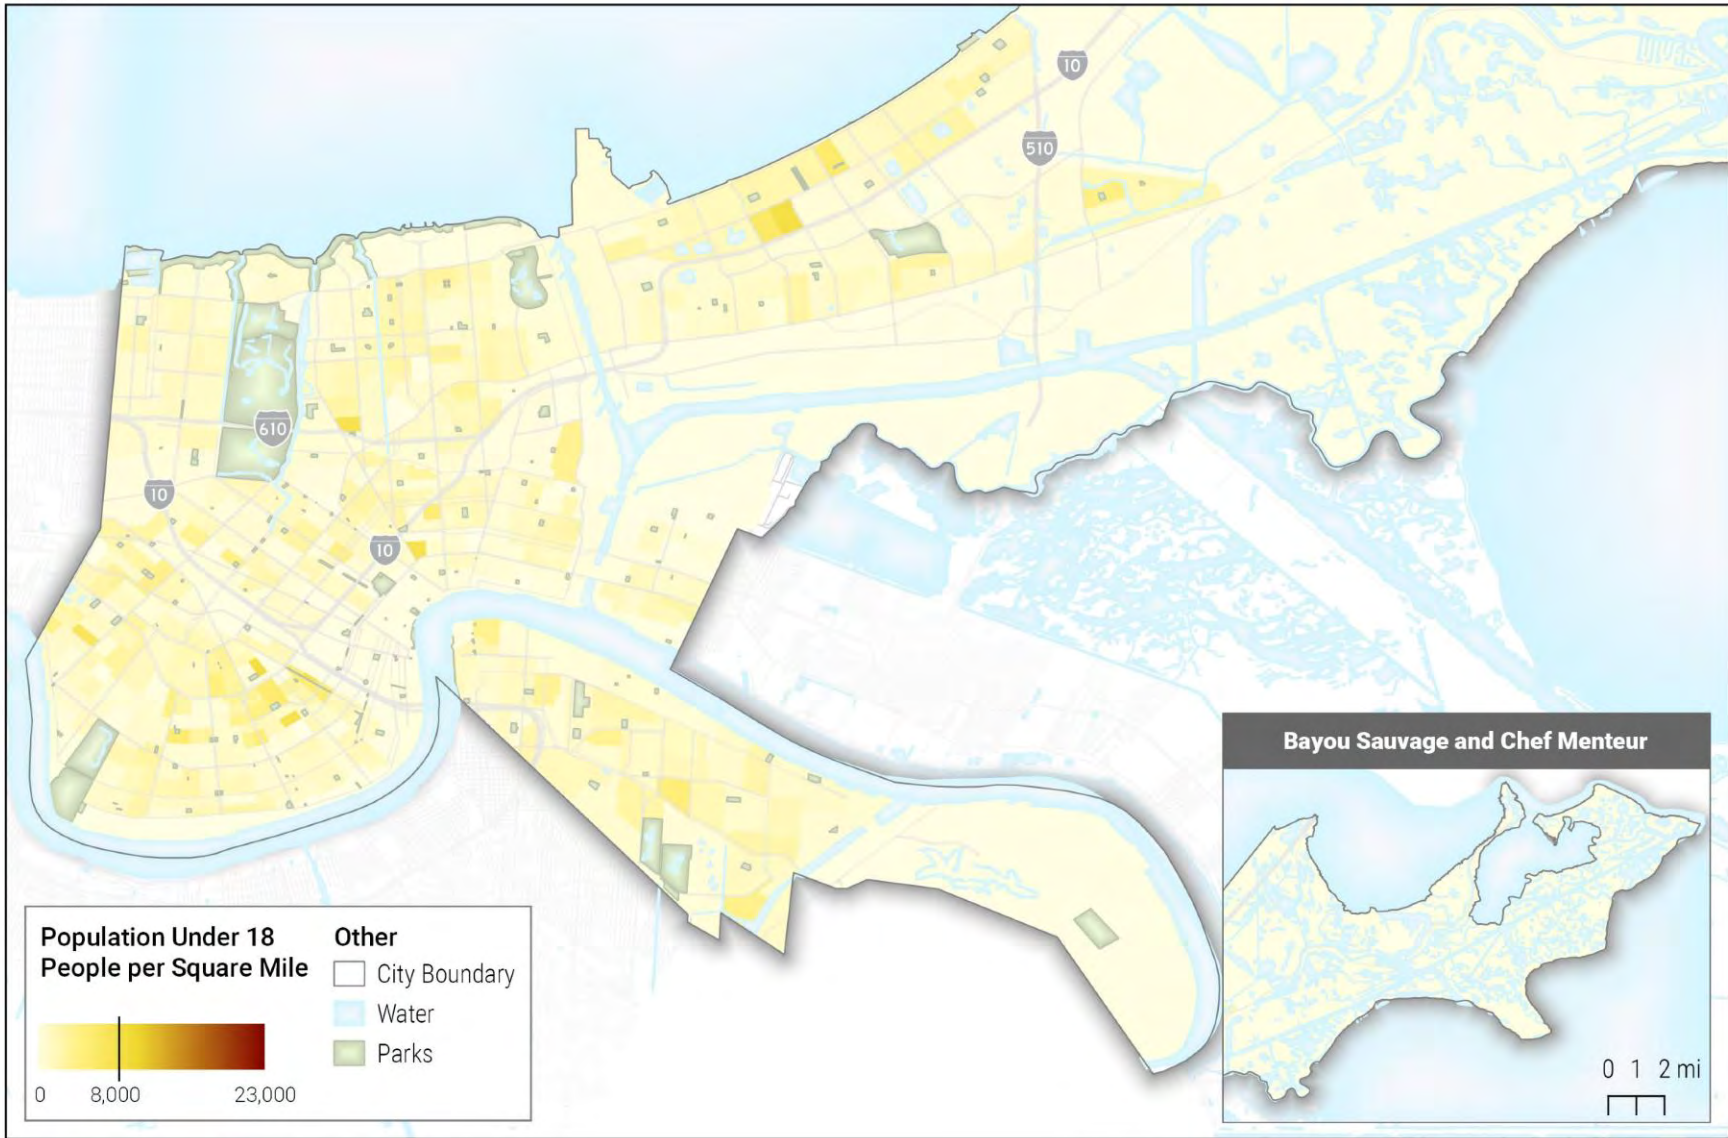 10
510
610
10
10
Bayou Sauvage and Chef Menteur
Population Under 18
People per Square Mile
0 8,000 23,000
Other
City Boundary
Water
Parks
0 1 2 mi